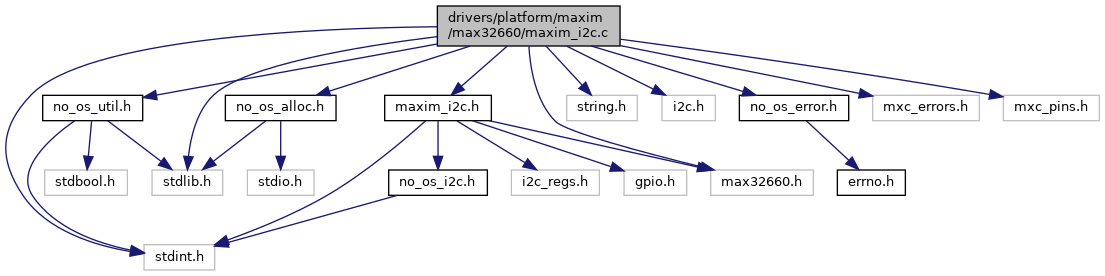 drivers/platform/maxim
/max32660/maxim_i2c.c
no_os_util.h
no_os_alloc.h
maxim_i2c.h
string.h
i2c.h
no_os_error.h
mxc_errors.h
mxc_pins.h
stdbool.h
stdlib.h
stdio.h
no_os_i2c.h
i2c_regs.h
gpio.h
max32660.h
errno.h
stdint.h